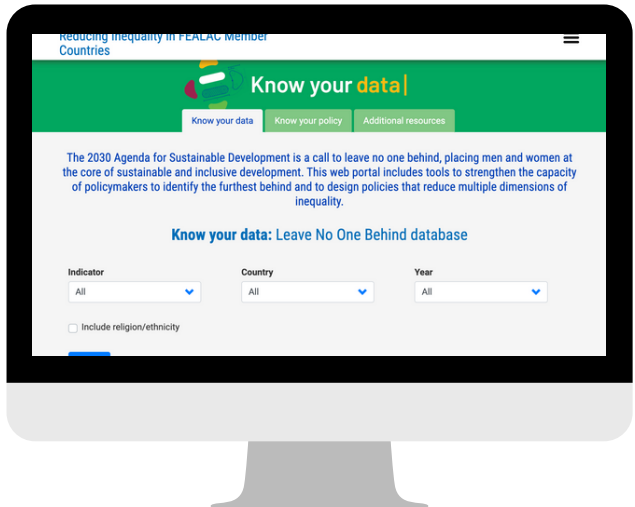 Reducing Inequality in FEALAC Member
Countries
Know your data
Know your data
Know your policy
Additional resources
The 2030 Agenda for Sustainable Development is a call to leave no one behind, placing men and women at
the core of sustainable and inclusive development. This web portal includes tools to strengthen the capacity
of policymakers to identify the furthest behind and to design policies that reduce multiple dimensions of
inequality.
Know your data: Leave No One Behind database
Indicator
Country
Year
All
All
All
Include religion/ethnicity